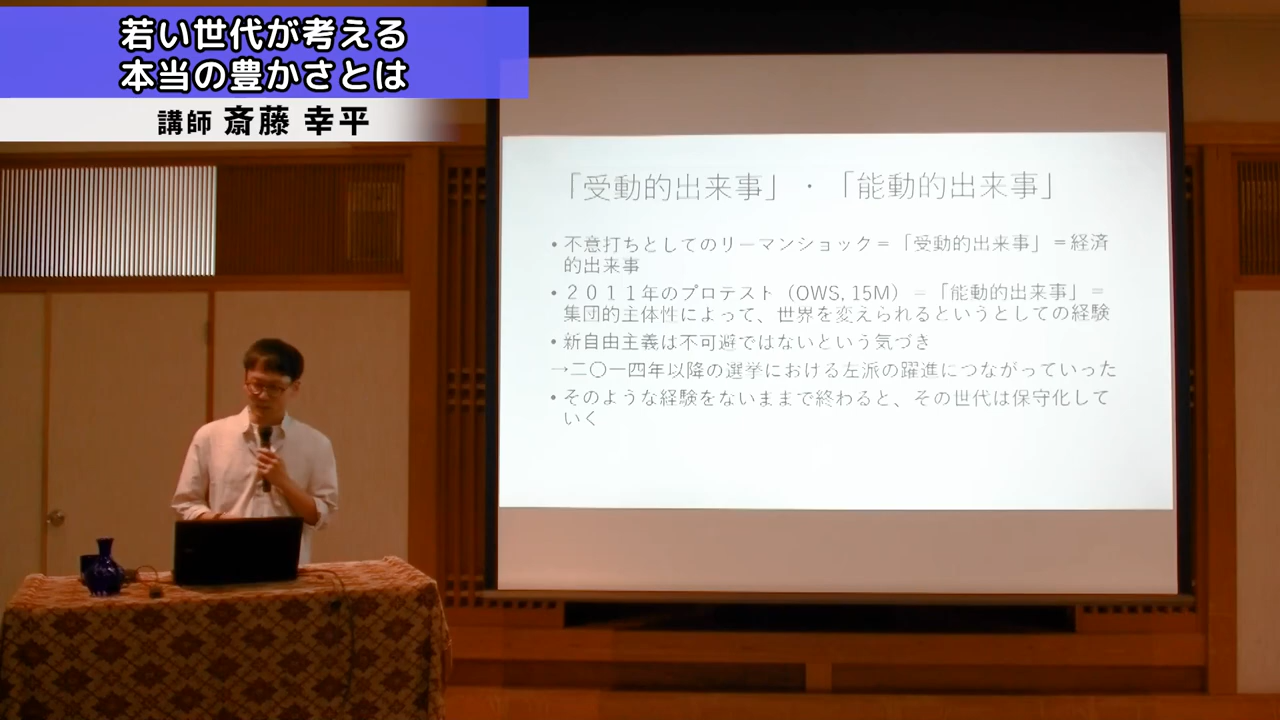 若い世代が考える
本当の豊かさとは
講師 斎藤 幸平
「受動的出来事」・「能動的出来事」
• 不意打ちとしてのリーマンショック＝「受動的出来事」＝経済
的出来事
• ２０１１年のプロテスト（OWS, 15M）＝「能動的出来事」＝
集団的主体性によって、世界を変えられるというとしての経験
• 新自由主義は不可避ではないという気づき
→二〇一四年以降の選挙における左派の躍進につながっていった
• そのような経験をないままで終わると、その世代は保守化して
いく